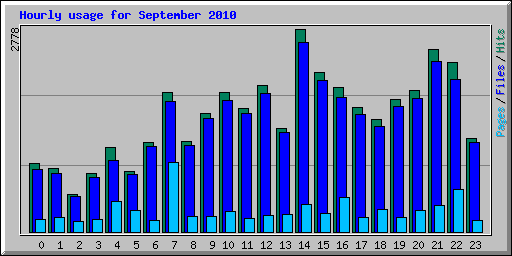 Hourly usage for September 2010
2778
Pages/Files/Hits
0 1 2 3 4 5 6 7 8 9 10 11 12 13 14 15 16 17 18 19 20 21 22 23